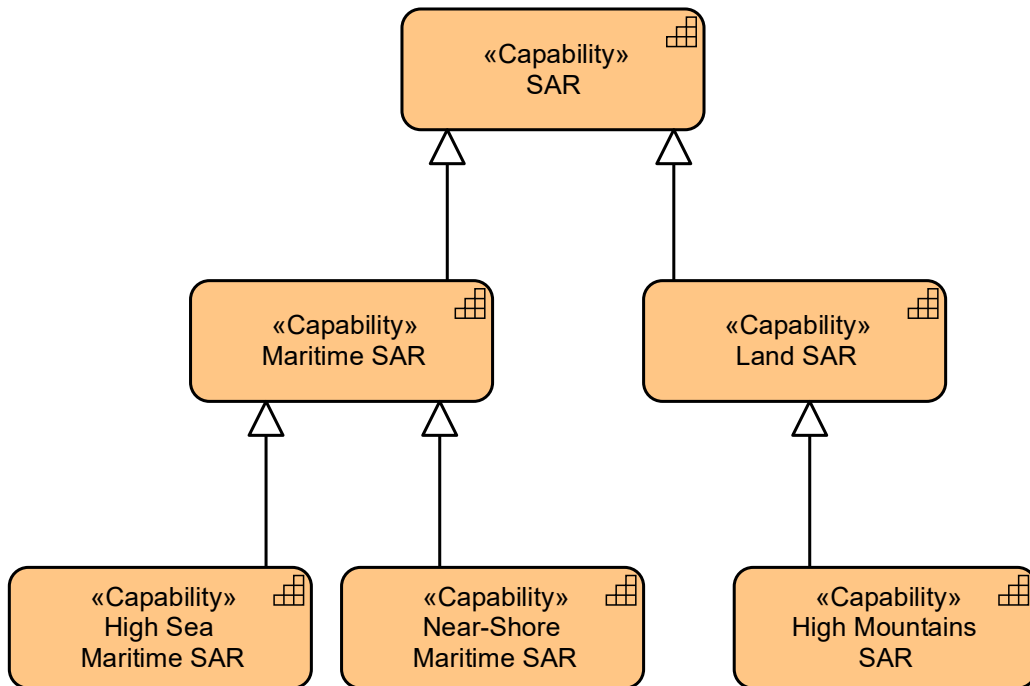 «Capability»
SAR
«Capability»
Maritime SAR
«Capability»
Land SAR
«Capability»
High Sea
Maritime SAR
«Capability»
Near-Shore
Maritime SAR
«Capability»
High Mountains
SAR